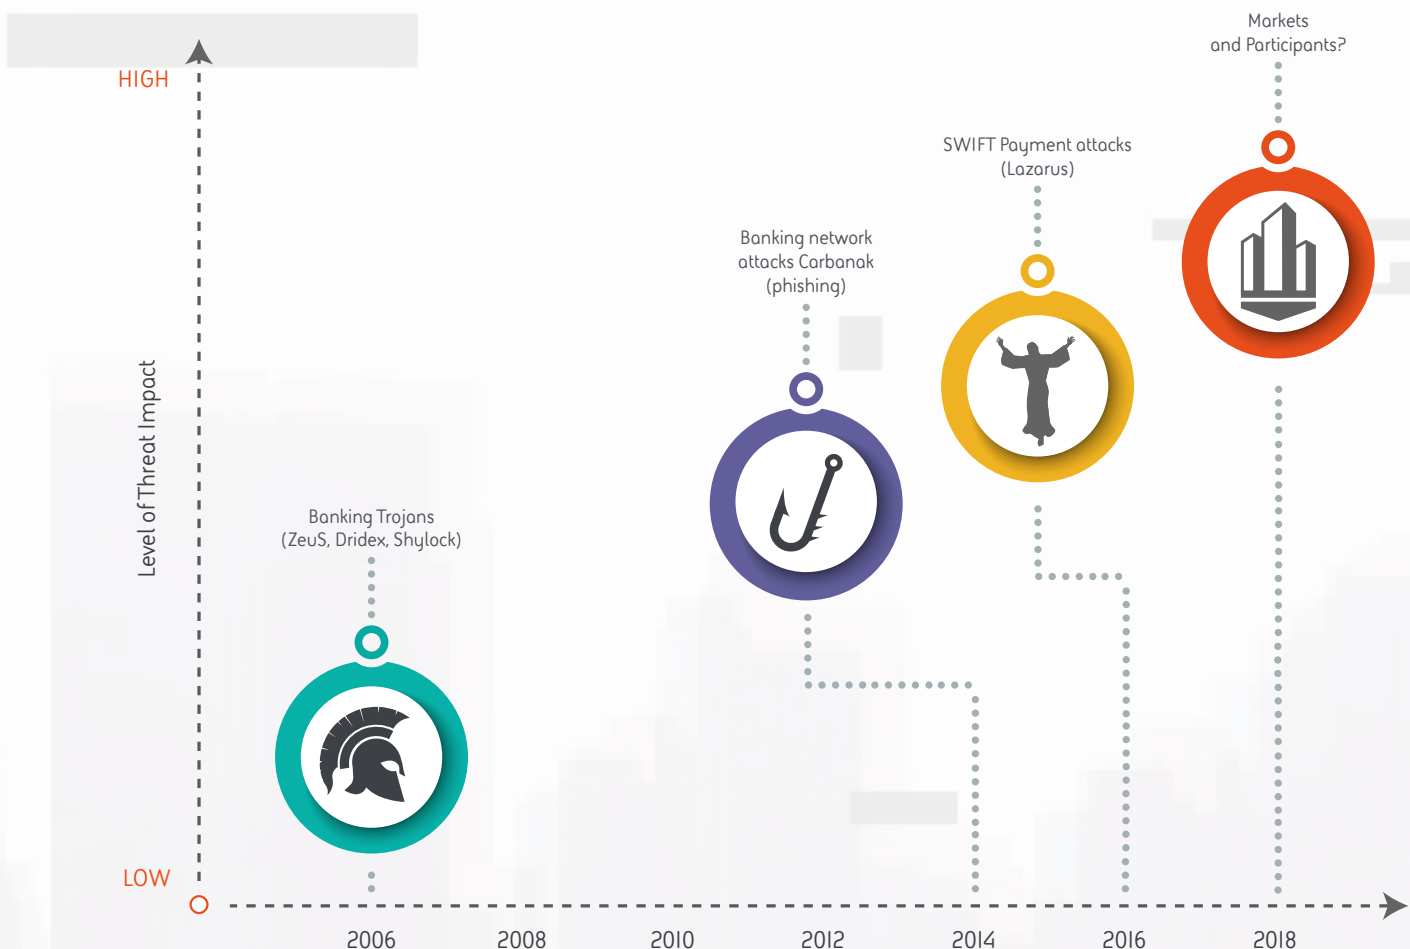 Markets
and Participants?
HIGH
SWIFT Payment attacks
(Lazarus)
Banking network
attacks Carbanak
(phishing)
Level of Threat Impact
Banking Trojans
(ZeuS, Dridex, Shylock)
LOW
2006 2008 2010 2012 2014 2016 2018